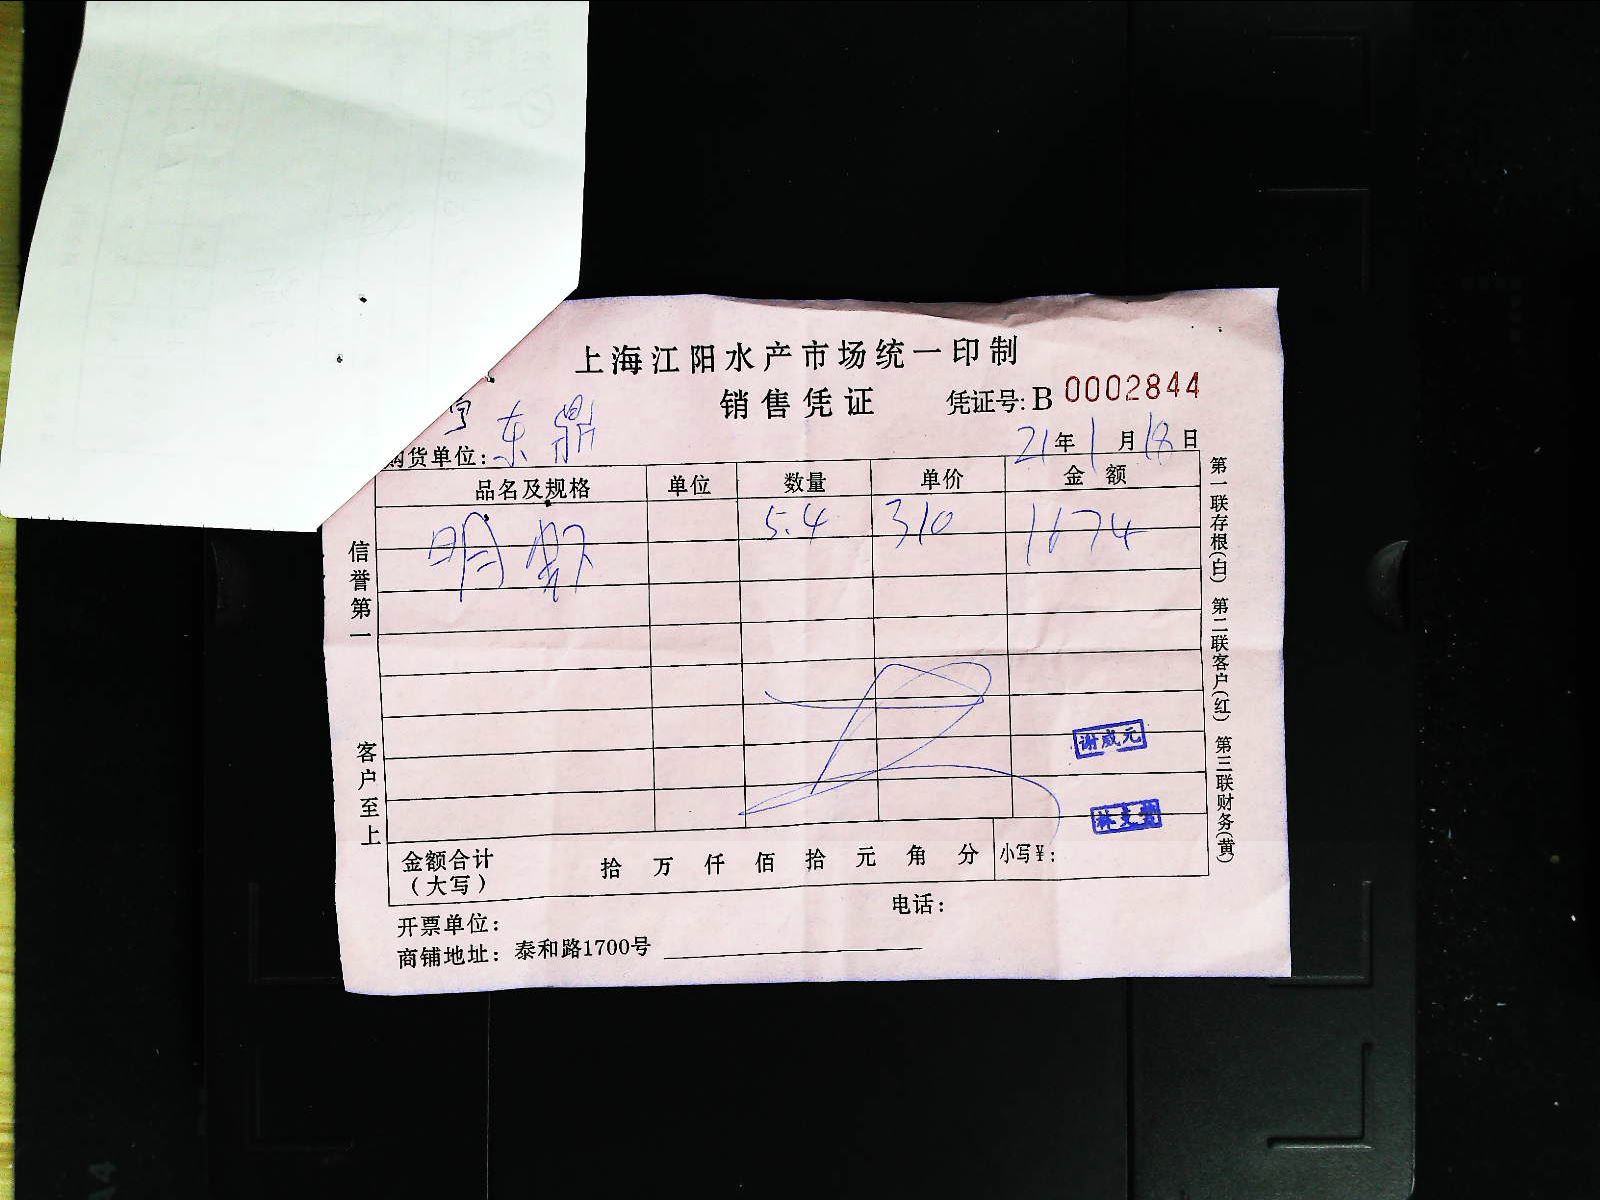 上海江阳水产市场统一印制
销售凭证 凭证号: B 0002844
购货单位: 东鼎 21年1月18日
品名及规格 单位 数量 单价 金额
明虾 5.4 310 1674
信誉第一 客户至上
第一联存根(白) 第二联客户(红) 第三联财务(黄)
谢威元
金额合计(大写) 拾 万 仟 佰 拾 元 角 分 小写¥:
开票单位: 电话:
商铺地址: 泰和路1700号